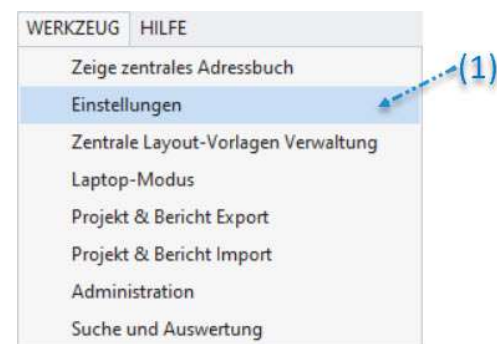 WERKZEUG HILFE
Zeige zentrales Adressbuch
(1)
Einstellungen
Zentrale Layout-Vorlagen Verwaltung
Laptop-Modus
Projekt & Bericht Export
Projekt & Bericht Import
Administration
Suche und Auswertung